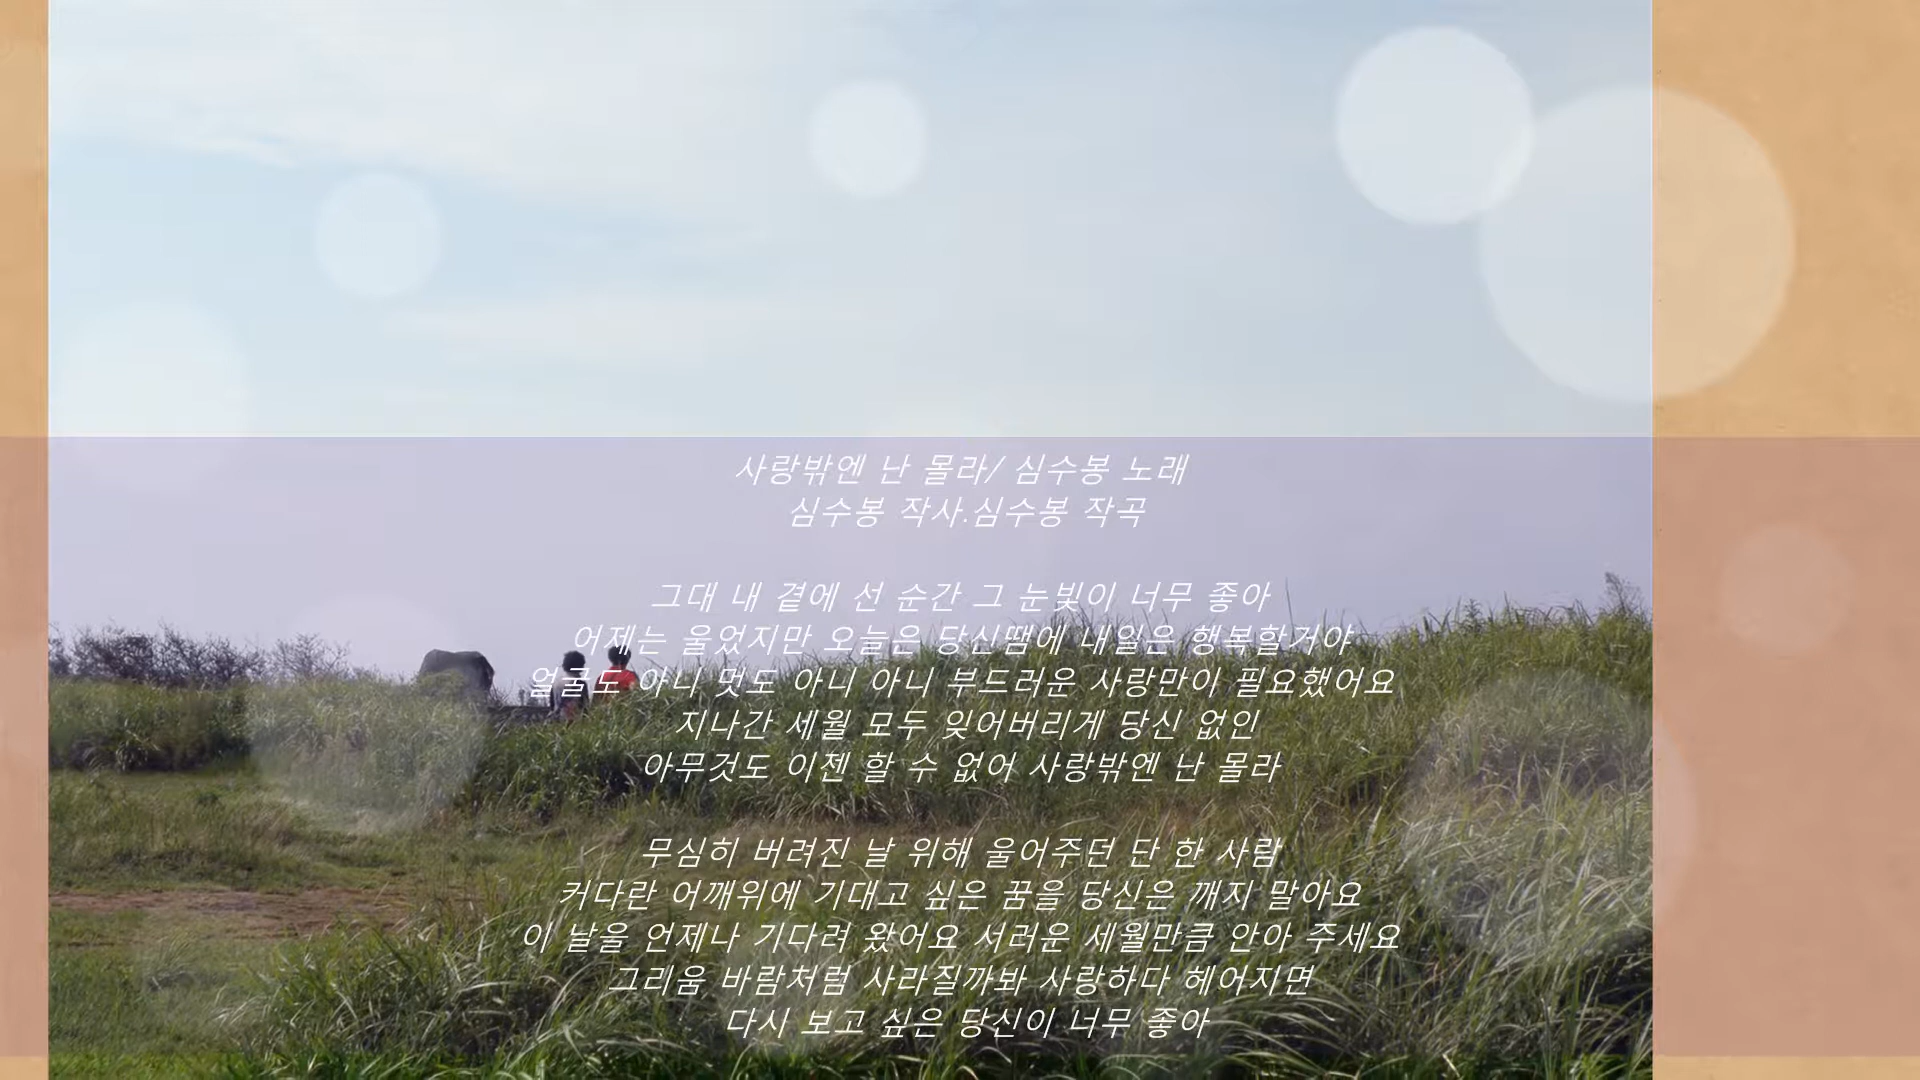 사랑밖엔 난 몰라/ 심수봉 노래
심수봉 작사.심수봉 작곡
그대 내 곁에 선 순간 그 눈빛이 너무 좋아
어제는 울었지만 오늘은 당신땜에 내일은 행복할거야
얼굴도 아니 멋도 아니 아니 부드러운 사랑만이 필요했어요
지나간 세월 모두 잊어버리게 당신 없인
아무것도 이젠 할 수 없어 사랑밖엔 난 몰라
무심히 버려진 날 위해 울어주던 단 한 사람
커다란 어깨위에 기대고 싶은 꿈을 당신은 깨지 말아요
이 날을 언제나 기다려 왔어요 서러운 세월만큼 안아 주세요
그리움 바람처럼 사라질까봐 사랑하다 헤어지면
다시 보고 싶은 당신이 너무 좋아